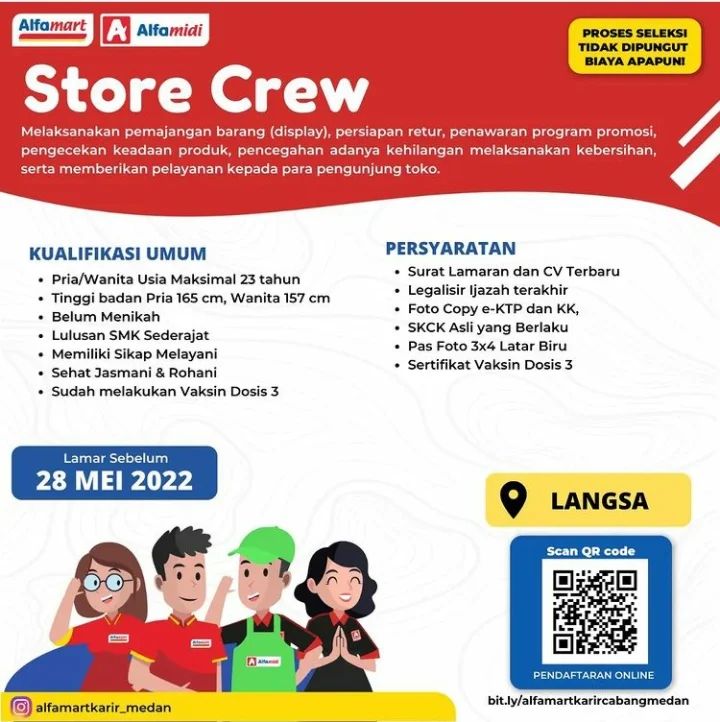 Alfamart
Alfamidi
PROSES SELEKSI
TIDAK DIPUNGUT
BIAYA APAPUN!
Store Crew
Melaksanakan pemajangan barang (display), persiapan retur, penawaran program promosi,
pengecekan keadaan produk, pencegahan adanya kehilangan melaksanakan kebersihan,
serta memberikan pelayanan kepada para pengunjung toko.
KUALIFIKASI UMUM
• Pria/Wanita Usia Maksimal 23 tahun
• Tinggi badan Pria 165 cm, Wanita 157 cm
• Belum Menikah
• Lulusan SMK Sederajat
• Memiliki Sikap Melayani
• Sehat Jasmani & Rohani
• Sudah melakukan Vaksin Dosis 3
PERSYARATAN
• Surat Lamaran dan CV Terbaru
• Legalisir Ijazah terakhir
• Foto Copy e-KTP dan KK,
• SKCK Asli yang Berlaku
• Pas Foto 3x4 Latar Biru
• Sertifikat Vaksin Dosis 3
Lamar Sebelum
28 MEI 2022
LANGSA
Scan QR code
PENDAFTARAN ONLINE
bit.ly/alfamartkarircabangmedan
Alfamart
Alfamart
Alfamidi
alfamartkarir_medan